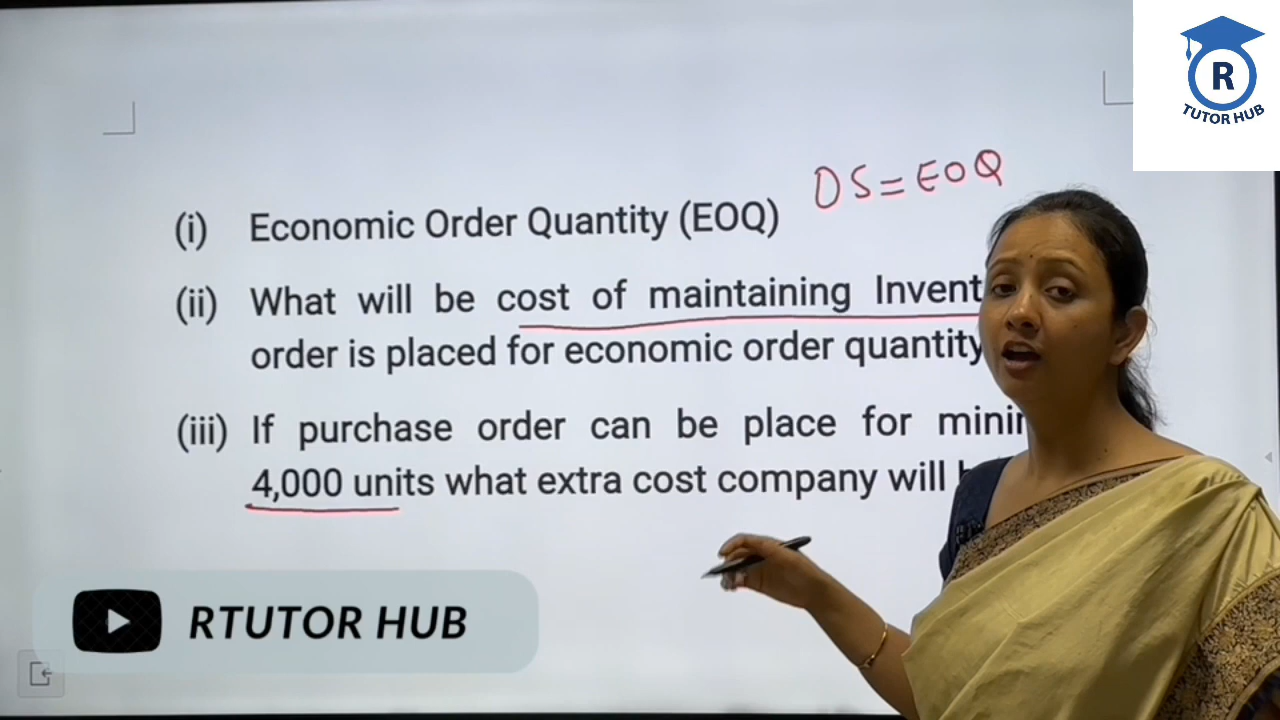 R
TUTOR HUB
OS=EOQ
(i) Economic Order Quantity (EOQ)
(ii) What will be cost of maintaining Invent
order is placed for economic order quantity
(iii) If purchase order can be place for
4,000 units what extra cost company will
RTUTOR HUB